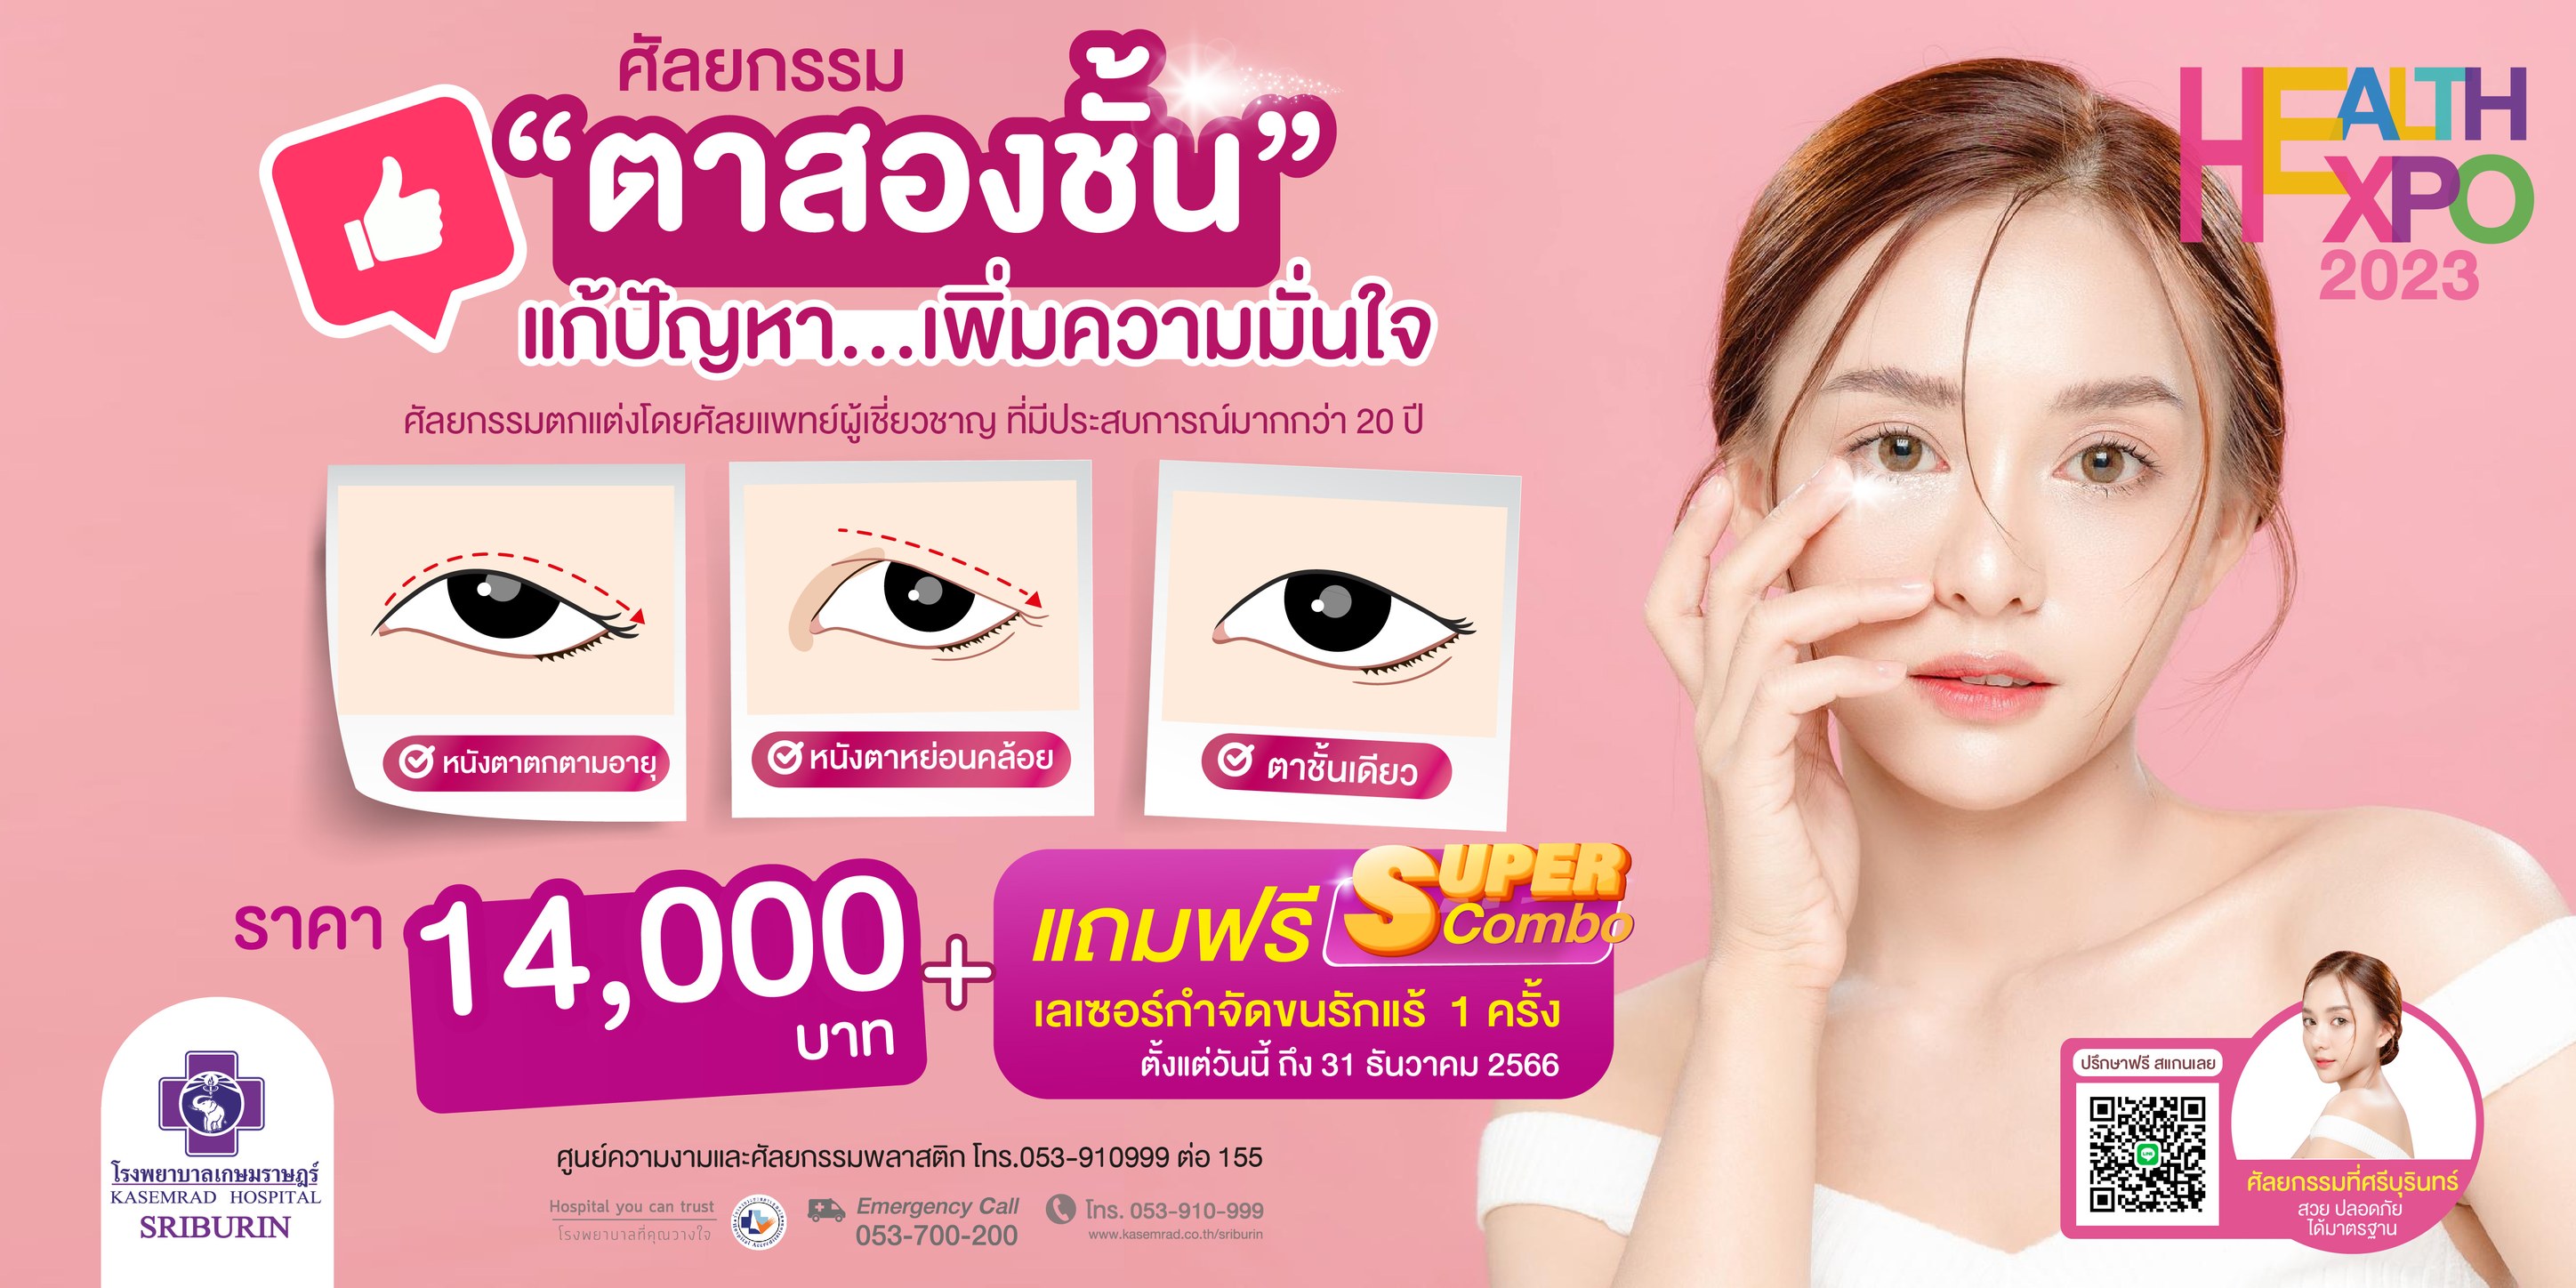 ศัลยกรรม
“ตาสองชั้น”
แก้ปัญหา...เพิ่มความมั่นใจ
ศัลยกรรมตกแต่งโดยศัลยแพทย์ผู้เชี่ยวชาญ ที่มีประสบการณ์มากกว่า 20 ปี
HEALTH
EXPO
2023
หนังตาตกตามอายุ
หนังตาหย่อนคล้อย
ตาชั้นเดียว
ราคา 14,000
บาท
+
แถมฟรี SUPER Combo
เลเซอร์กำจัดขนรักแร้ 1 ครั้ง
ตั้งแต่วันนี้ ถึง 31 ธันวาคม 2566
โรงพยาบาลเกษมราษฎร์
KASEMRAD HOSPITAL
SRIBURIN
ศูนย์ความงามและศัลยกรรมพลาสติก โทร.053-910999 ต่อ 155
Hospital you can trust
โรงพยาบาลที่คุณวางใจ
Emergency Call
053-700-200
โทร. 053-910-999
www.kasemrad.co.th/sriburin
ปรึกษาฟรี สแกนเลย
ศัลยกรรมที่ศรีบุรินทร์
สวย ปลอดภัย
ได้มาตรฐาน